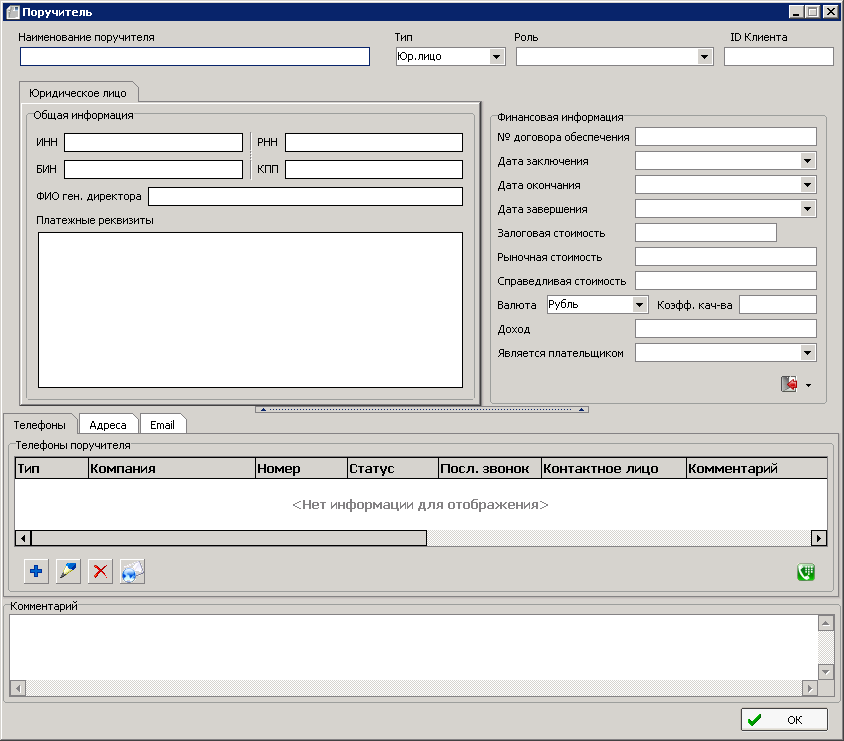 Поручитель
Наименование поручителя
Тип
Роль
ID Клиента
Юр.лицо
Юридическое лицо
Общая информация
ИНН
РНН
БИН
КПП
ФИО ген. директора
Платежные реквизиты
Финансовая информация
№ договора обеспечения
Дата заключения
Дата окончания
Дата завершения
Залоговая стоимость
Рыночная стоимость
Справедливая стоимость
Валюта
Рубль
Коэфф. кач-ва
Доход
Является плательщиком
Телефоны
Адреса
Email
Телефоны поручителя
Тип
Компания
Номер
Статус
Посл. звонок
Контактное лицо
Комментарий
<Нет информации для отображения>
Комментарий
OK